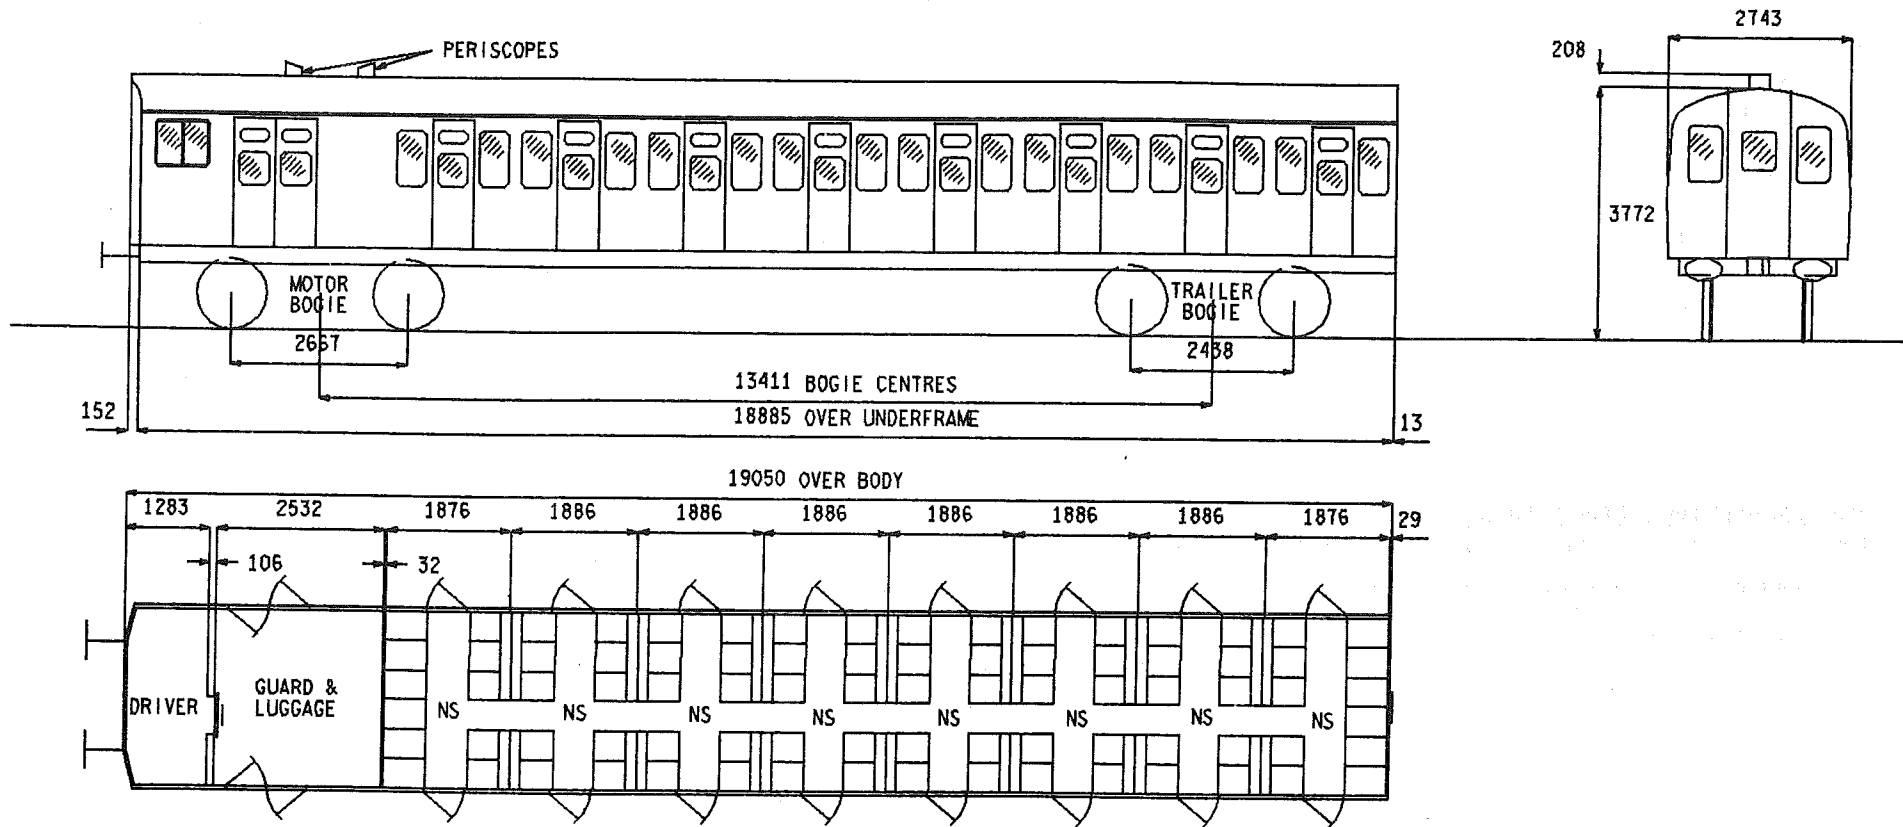 2743
208
PERISCOPES
3772
MOTOR
BOGIE
TRAILER
BOGIE
2667
2438
13411 BOGIE CENTRES
152
18885 OVER UNDERFRAME
13
19050 OVER BODY
1283
2532
1876
1886
1886
1886
1886
1886
1886
1876
29
106
32
DRIVER
GUARD &
LUGGAGE
NS
NS
NS
NS
NS
NS
NS
NS